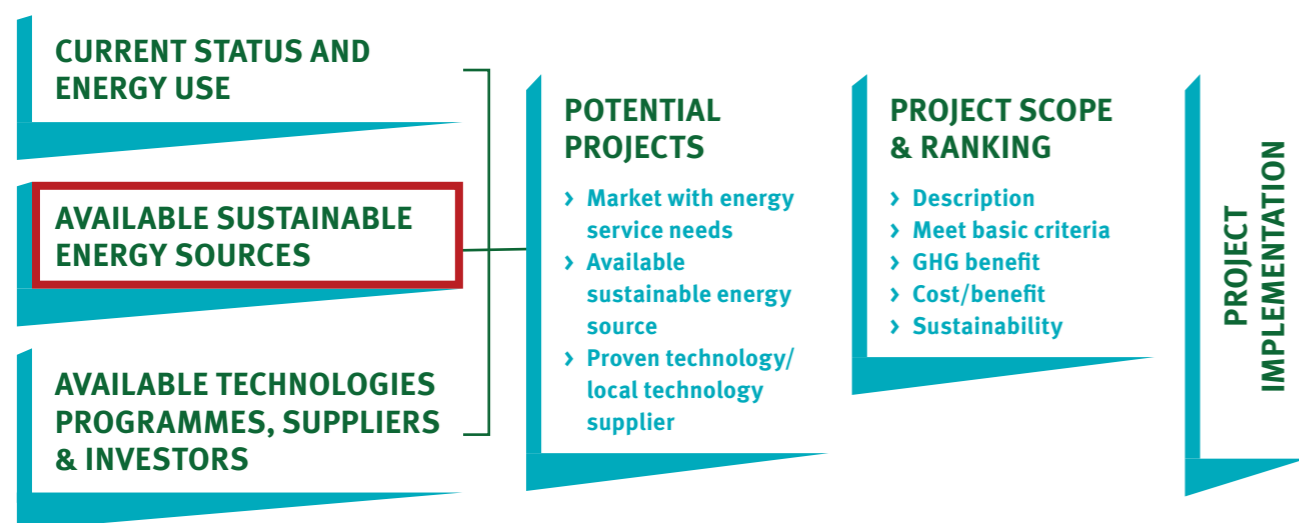 CURRENT STATUS AND
ENERGY USE
AVAILABLE SUSTAINABLE
ENERGY SOURCES
AVAILABLE TECHNOLOGIES
PROGRAMMES, SUPPLIERS
& INVESTORS
POTENTIAL
PROJECTS
› Market with energy
service needs
› Available
sustainable energy
source
› Proven technology/
local technology
supplier
PROJECT SCOPE
& RANKING
› Description
› Meet basic criteria
› GHG benefit
› Cost/benefit
› Sustainability
PROJECT
IMPLEMENTATION